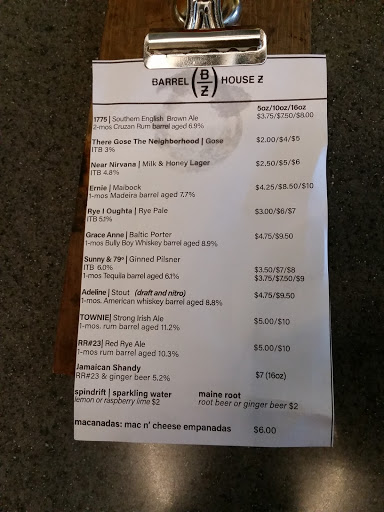 BARREL B Z HOUSE Z
5oz/10oz/16oz
1775 | Southern English Brown Ale $3.75/$7.50/$8.00
3-mos Cruzan Rum barrel aged 6.9%
There Gose The Neighborhood | Gose $2.00/$4/$5
ITB 3%
Near Nirvana | Milk & Honey Lager $2.50/$5/$6
ITB 4.8%
Ernie | Maibock $4.25/$8.50/$10
1-mos Madeira barrel aged 7.7%
Rye I Oughta | Rye Pale $3.00/$6/$7
ITB 5.1%
Grace Anne | Baltic Porter $4.75/$9.50
1-mos Bully Boy Whiskey barrel aged 8.9%
Sunny & 79° | Ginned Pilsner
ITB 6.0% $3.50/$7/$8
1-mos Tequila barrel aged 6.1% $3.75/$7.50/$9
Adeline | Stout (draft and nitro) $4.75/$9.50
1-mos. American whiskey barrel aged 8.8%
TOWNIE | Strong Irish Ale $5.00/$10
1-mos. rum barrel aged 11.2%
RR#23 | Red Rye Ale $5.00/$10
1-mos rum barrel aged 10.3%
Jamaican Shandy $7 (16oz)
RR#23 & ginger beer 5.2%
spindrift | sparkling water maine root
lemon or raspberry lime $2 root beer or ginger beer $2
macanadas: mac n' cheese empanadas $6.00